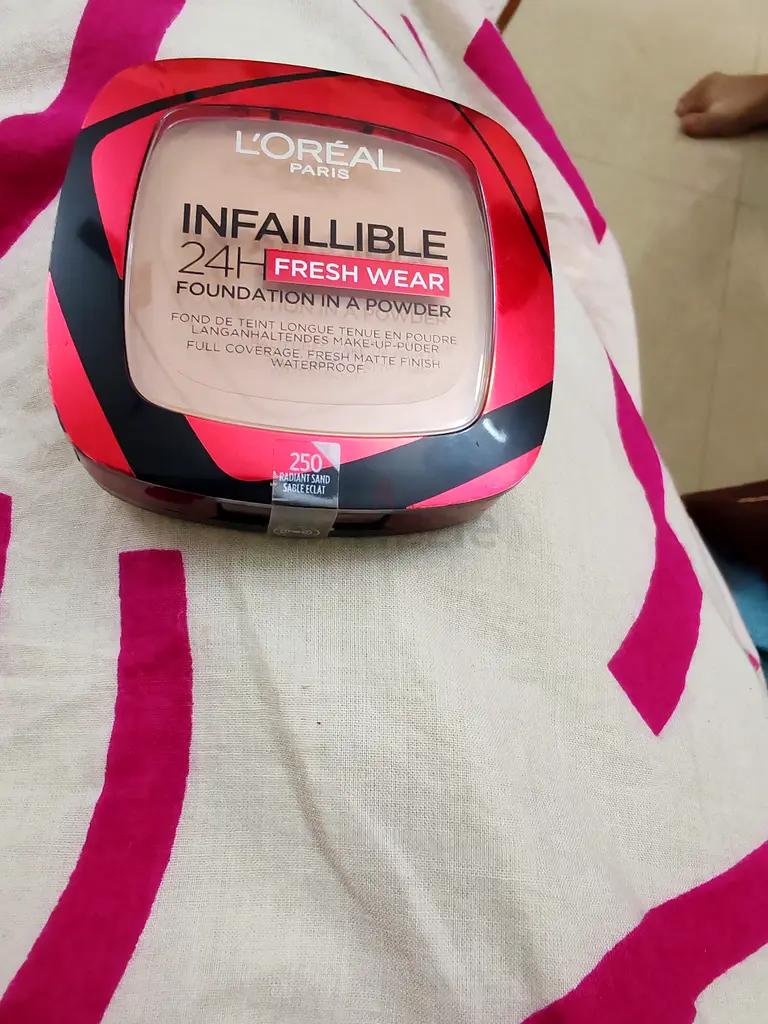 L'ORÉAL
PARIS
INFAILLIBLE
24H FRESH WEAR
FOUNDATION IN A POWDER
FOND DE TEINT LONGUE TENUE EN POUDRE
LANGANHALTENDES MAKE-UP-PUDER
FULL COVERAGE. FRESH MATTE FINISH
WATERPROOF.
250
RADIANT SAND
SABLE ECLAT